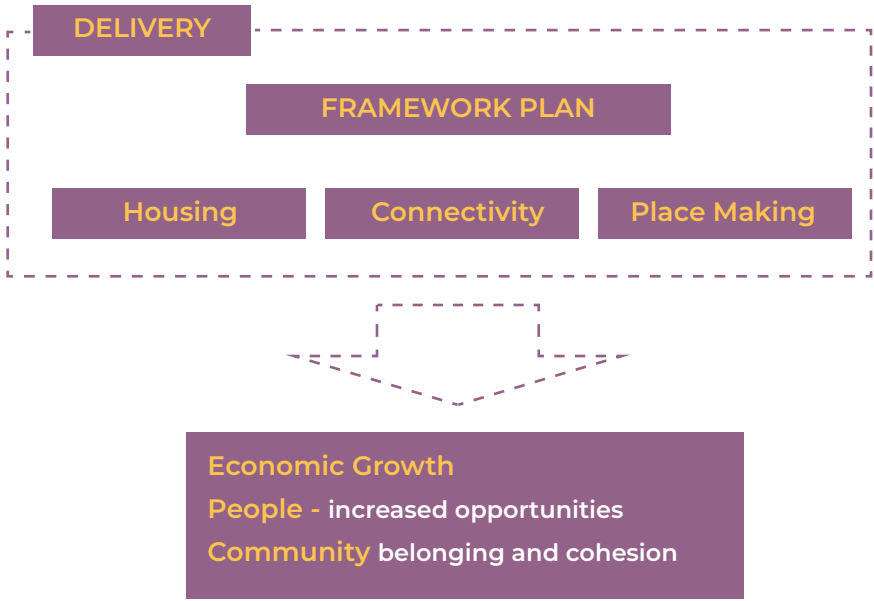 DELIVERY
FRAMEWORK PLAN
Housing
Connectivity
Place Making
Economic Growth
People - increased opportunities
Community belonging and cohesion